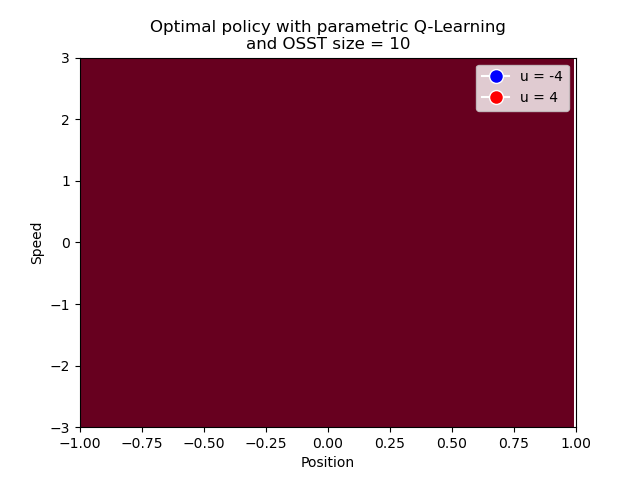 Optimal policy with parametric Q-Learning
and OSST size = 10
u = -4
u = 4
3
2
1
0
−1
−2
−3
Speed
−1.00 −0.75 −0.50 −0.25 0.00 0.25 0.50 0.75 1.00
Position